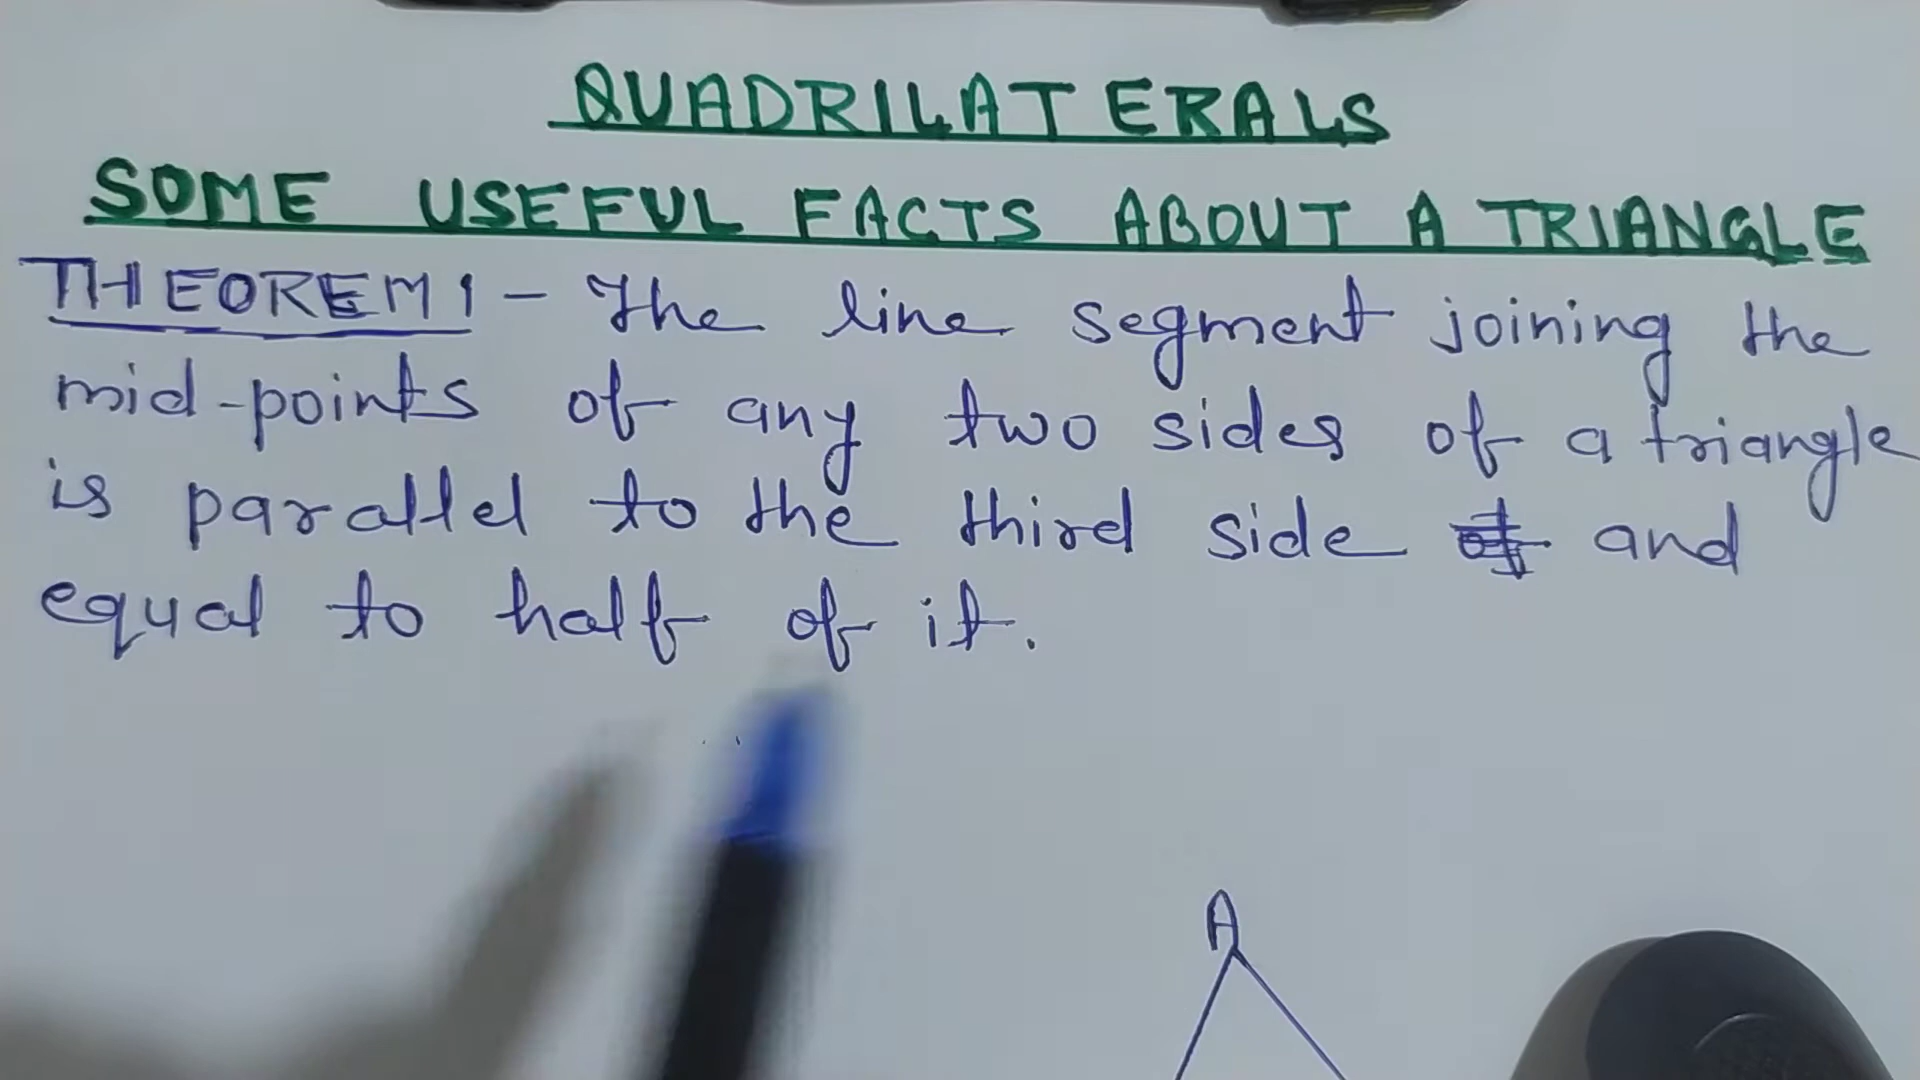 QUADRILATERALS
SOME USEFUL FACTS ABOUT A TRIANGLE
THEOREM 1 - The line segment joining the
mid-points of any two sides of a triangle
is parallel to the third side and
equal to half of it.
A